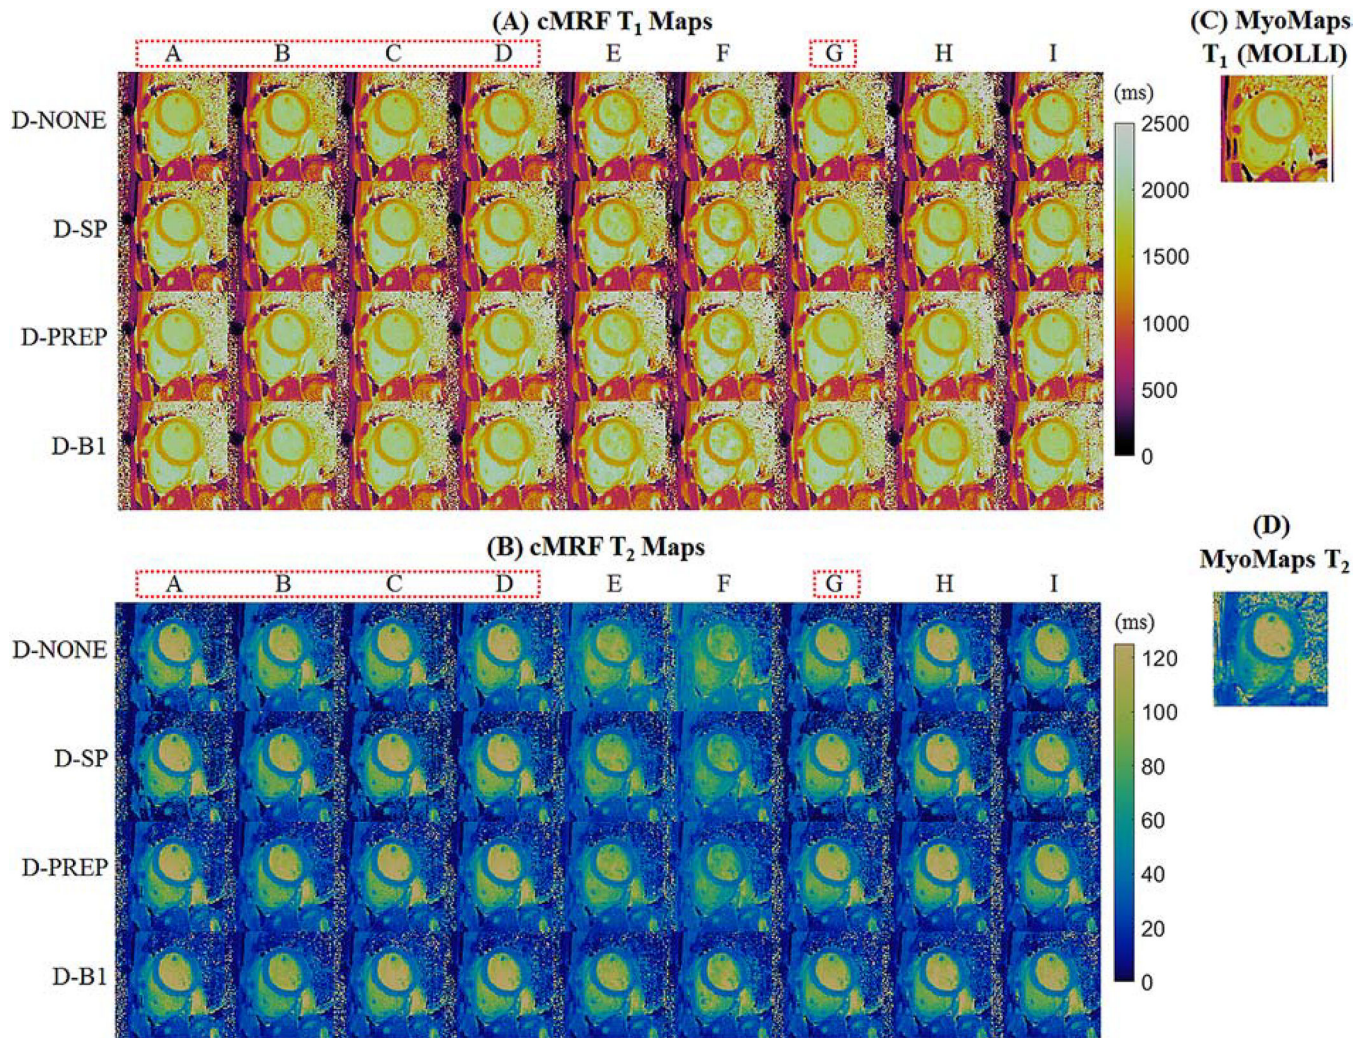 (A) cMRF T₁ Maps
A B C D E F G H I
D-NONE
D-SP
D-PREP
D-B1
(ms)
2500
2000
1500
1000
500
0
(C) MyoMaps
T₁ (MOLLI)
(B) cMRF T₂ Maps
A B C D E F G H I
D-NONE
D-SP
D-PREP
D-B1
(ms)
120
100
80
60
40
20
0
(D)
MyoMaps T₂